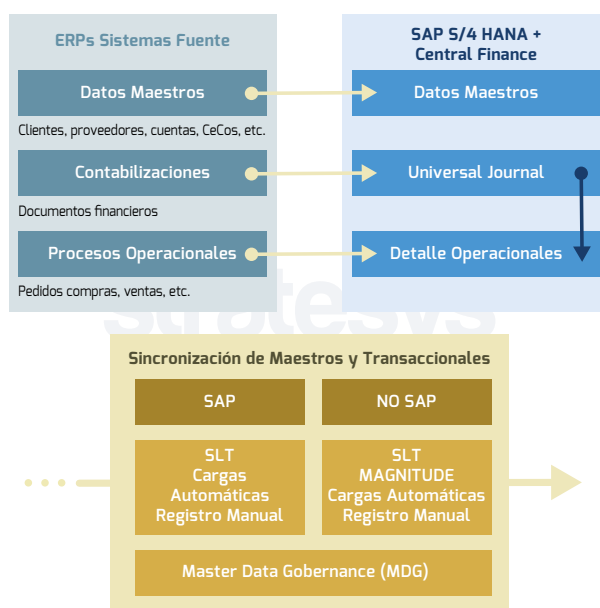 ERPs Sistemas Fuente
Datos Maestros
Clientes, proveedores, cuentas, CeCos, etc.
Contabilizaciones
Documentos financieros
Procesos Operacionales
Pedidos compras, ventas, etc.
SAP S/4 HANA +
Central Finance
Datos Maestros
Universal Journal
Detalle Operacionales
stratesys
Sincronización de Maestros y Transaccionales
SAP
SLT
Cargas
Automáticas
Registro Manual
NO SAP
SLT
MAGNITUDE
Cargas Automáticas
Registro Manual
Master Data Gobernance (MDG)